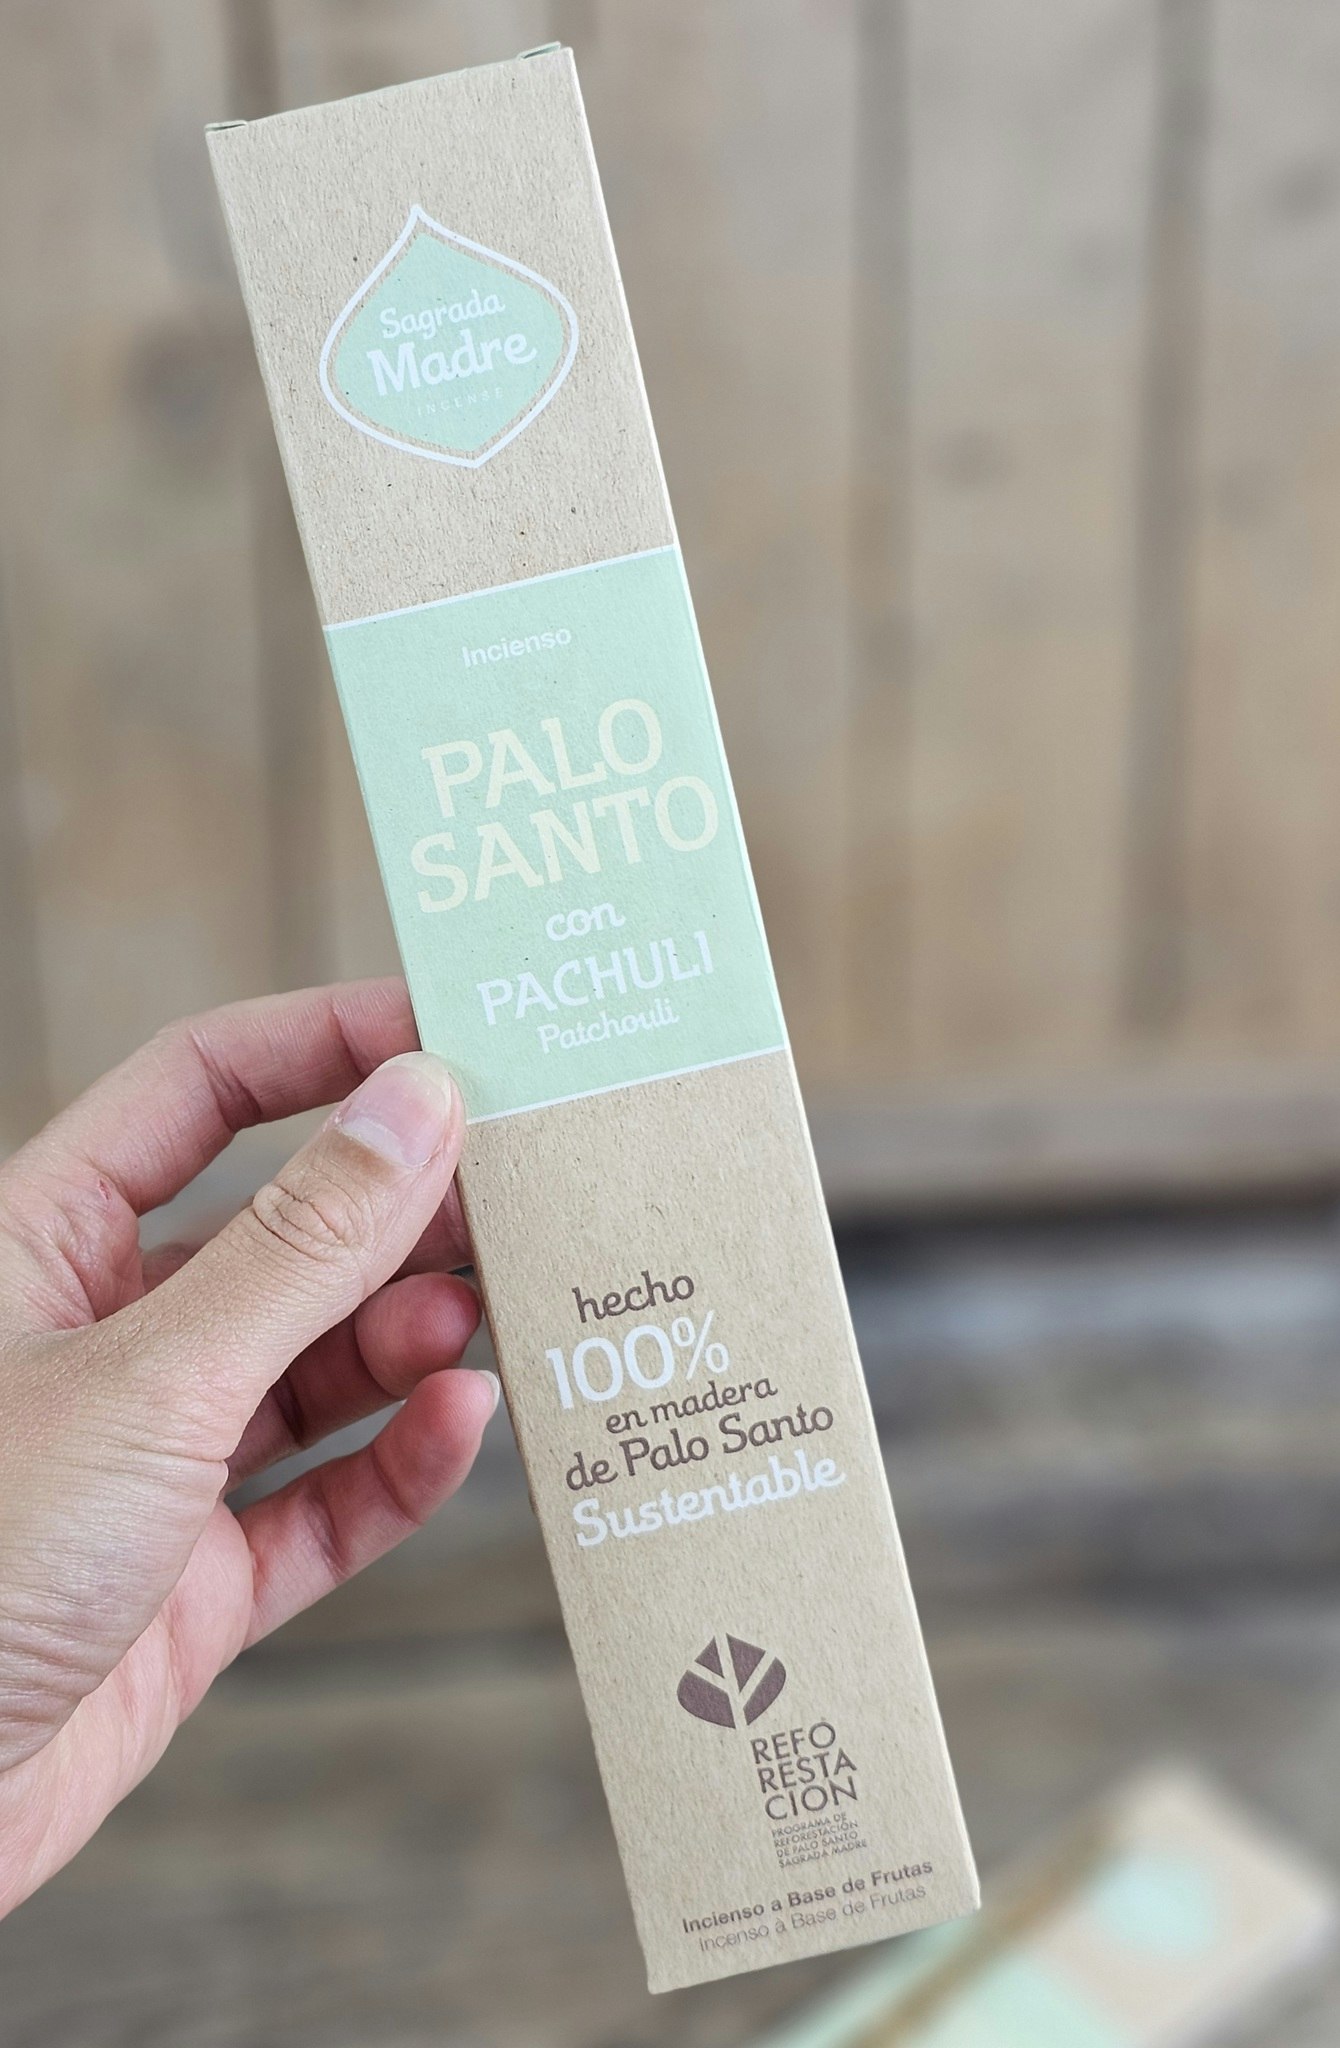 Sagrada
Madre
INCENSE
Incienso
PALO
SANTO
con
PACHULI
Patchouli
hecho
100%
en madera
de Palo Santo
Sustentable
REFO
RESTA
CION
PROGRAMA DE
REFORESTACIÓN
DE PALO SANTO
SAGRADA MADRE
Incienso a Base de Frutas
Incenso à Base de Frutas